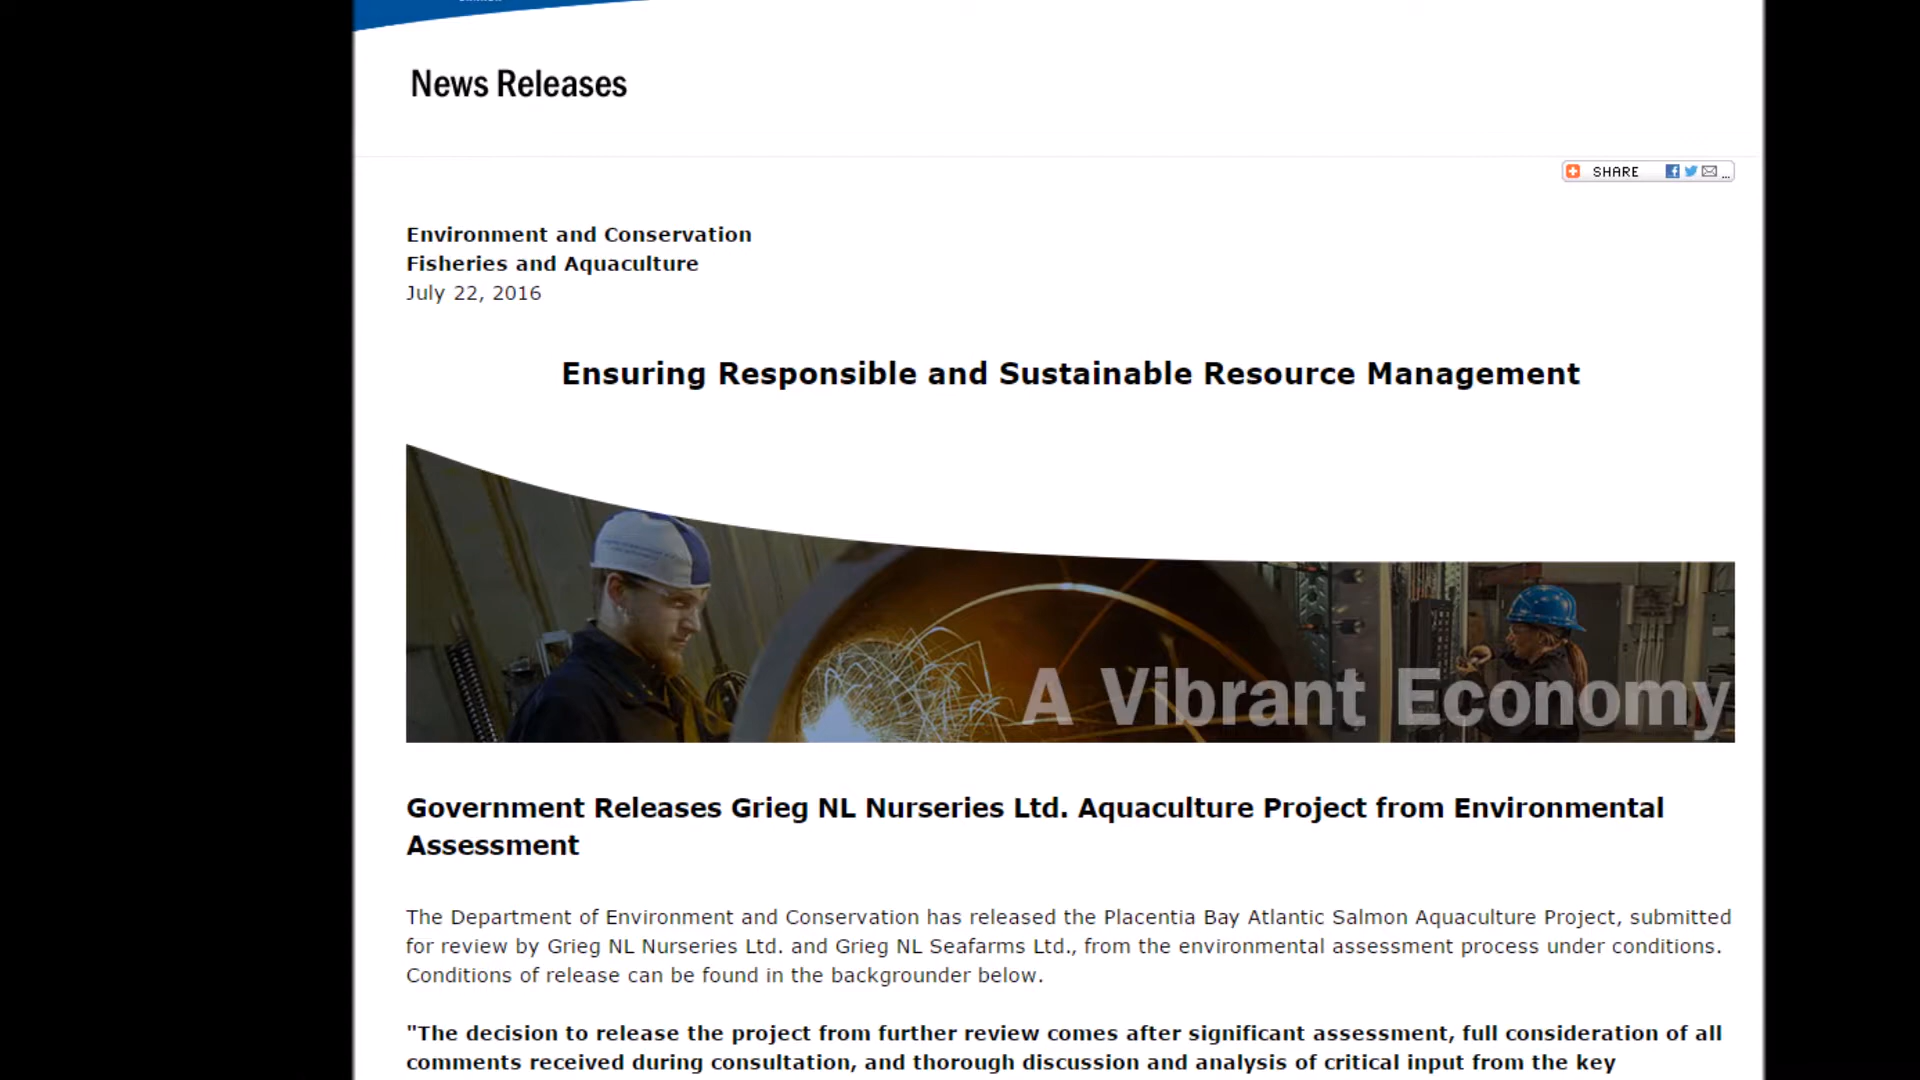 News Releases
SHARE
...
Environment and Conservation
Fisheries and Aquaculture
July 22, 2016
Ensuring Responsible and Sustainable Resource Management
A Vibrant Economy
Government Releases Grieg NL Nurseries Ltd. Aquaculture Project from Environmental
Assessment
The Department of Environment and Conservation has released the Placentia Bay Atlantic Salmon Aquaculture Project, submitted
for review by Grieg NL Nurseries Ltd. and Grieg NL Seafarms Ltd., from the environmental assessment process under conditions.
Conditions of release can be found in the backgrounder below.
"The decision to release the project from further review comes after significant assessment, full consideration of all
comments received during consultation, and thorough discussion and analysis of critical input from the key